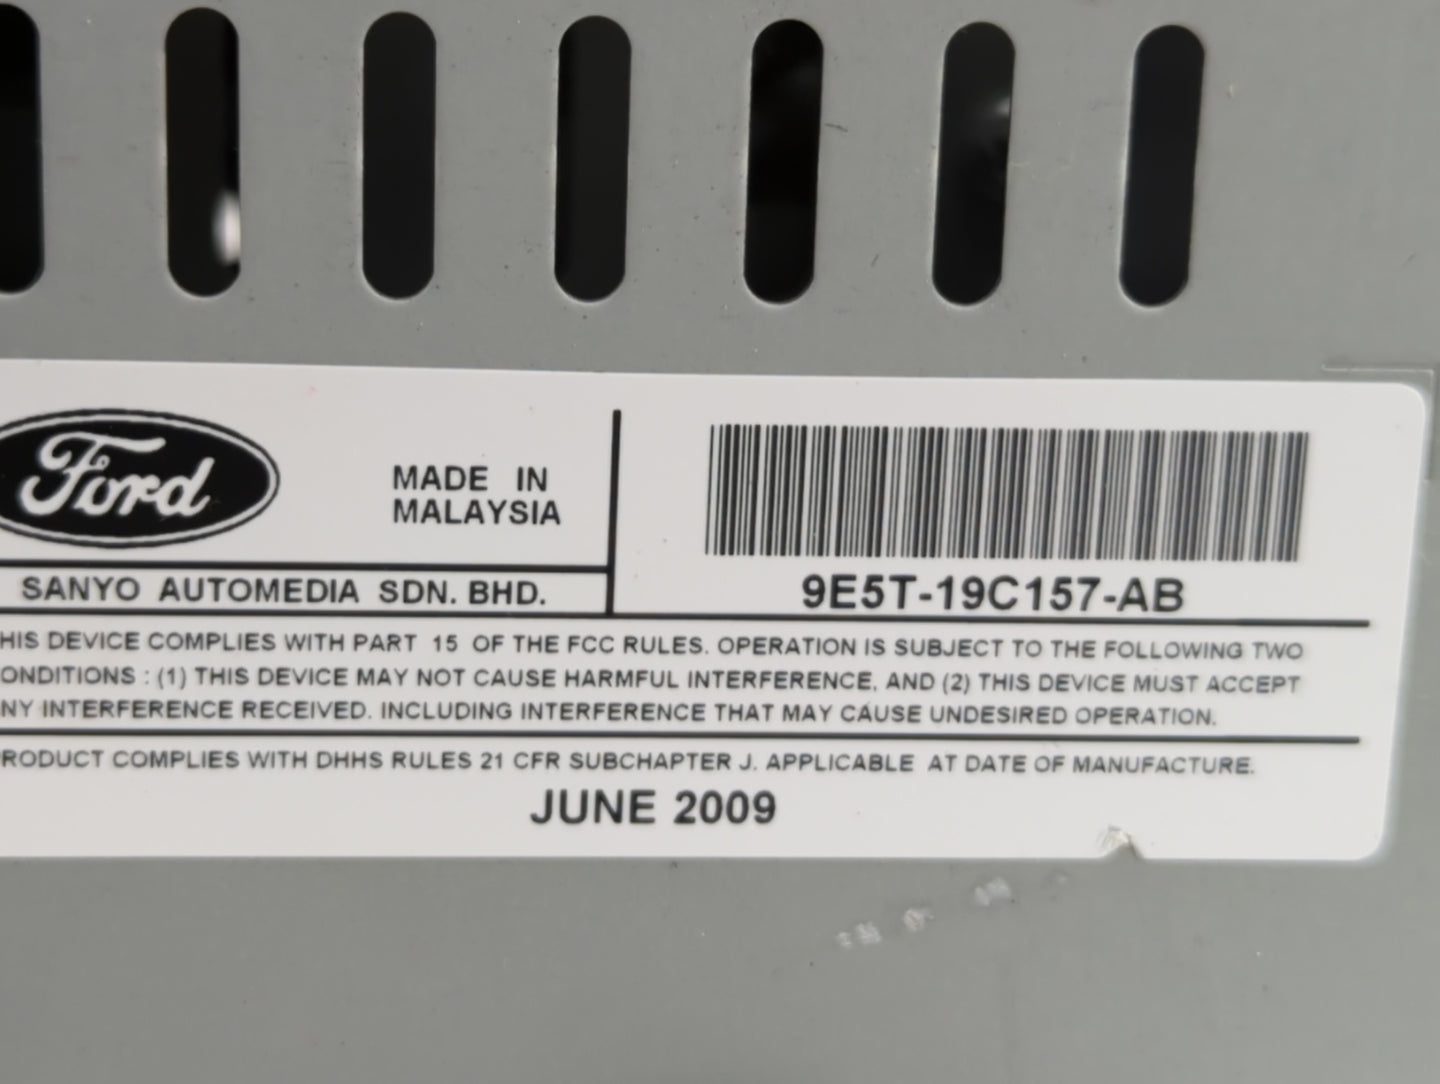 Ford
MADE IN
MALAYSIA
SANYO AUTOMEDIA SDN. BHD.
9E5T-19C157-AB
HIS DEVICE COMPLIES WITH PART 15 OF THE FCC RULES. OPERATION IS SUBJECT TO THE FOLLOWING TWO
ONDITIONS : (1) THIS DEVICE MAY NOT CAUSE HARMFUL INTERFERENCE, AND (2) THIS DEVICE MUST ACCEPT
NY INTERFERENCE RECEIVED. INCLUDING INTERFERENCE THAT MAY CAUSE UNDESIRED OPERATION.
RODUCT COMPLIES WITH DHHS RULES 21 CFR SUBCHAPTER J. APPLICABLE AT DATE OF MANUFACTURE.
JUNE 2009